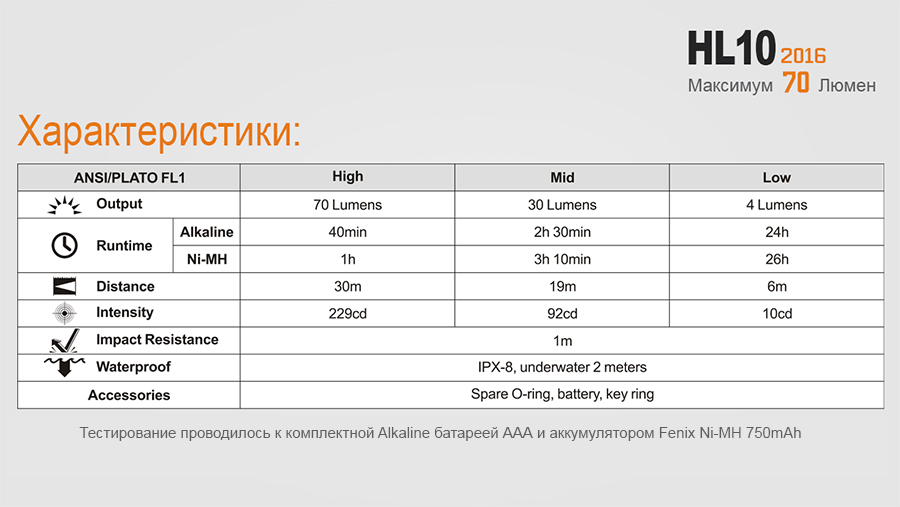 HL10 2016
Максимум 70 Люмен
Характеристики:
ANSI/PLATO FL1 High Mid Low
Output 70 Lumens 30 Lumens 4 Lumens
Runtime Alkaline 40min 2h 30min 24h
Ni-MH 1h 3h 10min 26h
Distance 30m 19m 6m
Intensity 229cd 92cd 10cd
Impact Resistance 1m
Waterproof IPX-8, underwater 2 meters
Accessories Spare O-ring, battery, key ring
Тестирование проводилось к комплектной Alkaline батареей AAA и аккумулятором Fenix Ni-MH 750mAh